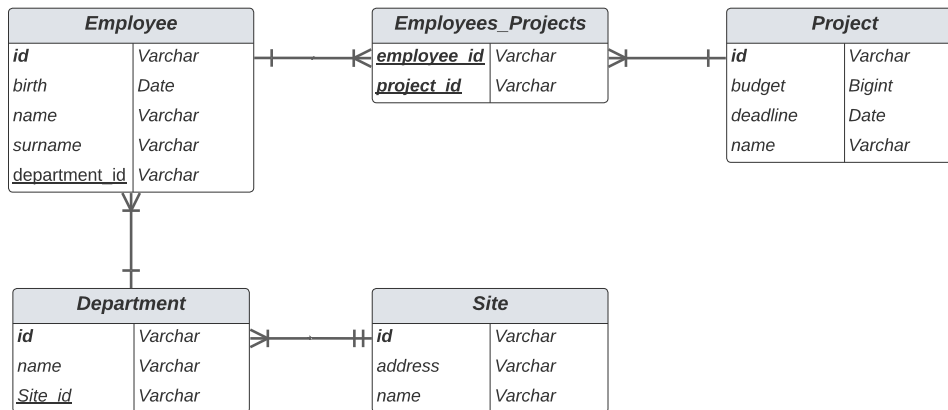 Employee
id Varchar
birth Date
name Varchar
surname Varchar
department_id Varchar
Employees_Projects
employee_id Varchar
project_id Varchar
Project
id Varchar
budget Bigint
deadline Date
name Varchar
Department
id Varchar
name Varchar
Site_id Varchar
Site
id Varchar
address Varchar
name Varchar